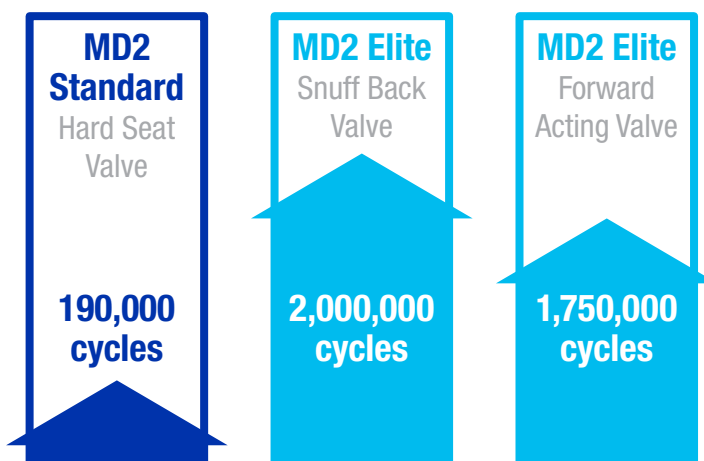 MD2
Standard
Hard Seat
Valve
190,000
cycles
MD2 Elite
Snuff Back
Valve
2,000,000
cycles
MD2 Elite
Forward
Acting Valve
1,750,000
cycles